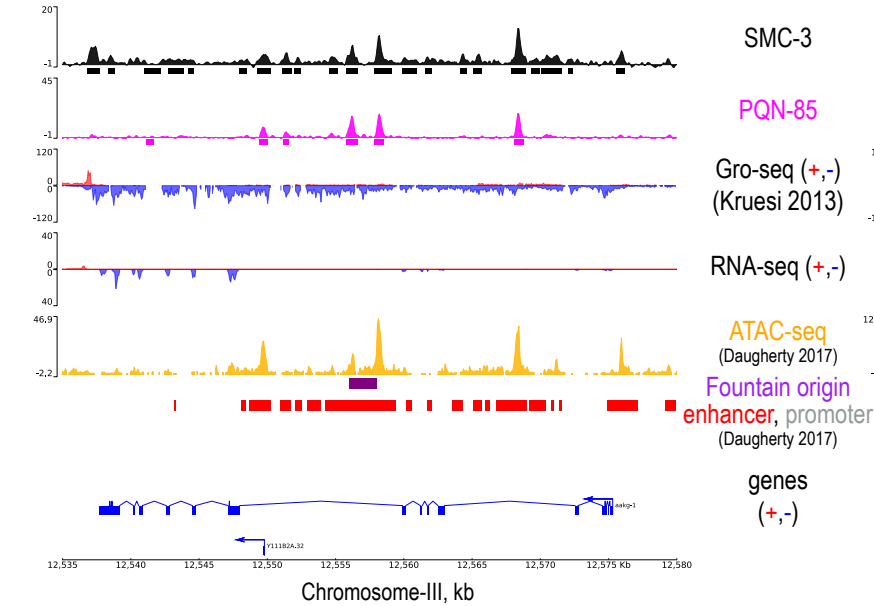 20
-1
SMC-3
45
-1
PQN-85
120
0
-120
Gro-seq (+,-)
(Kruesi 2013)
1
-1
40
0
0
40
RNA-seq (+,-)
46.9
-2.2
ATAC-seq
(Daugherty 2017)
12
Fountain origin
enhancer, promoter
(Daugherty 2017)
genes
(+,-)
aakg-1
Y111B2A.32
12,535 12,540 12,545 12,550 12,555 12,560 12,565 12,570 12,575 Kb 12,580
Chromosome-III, kb